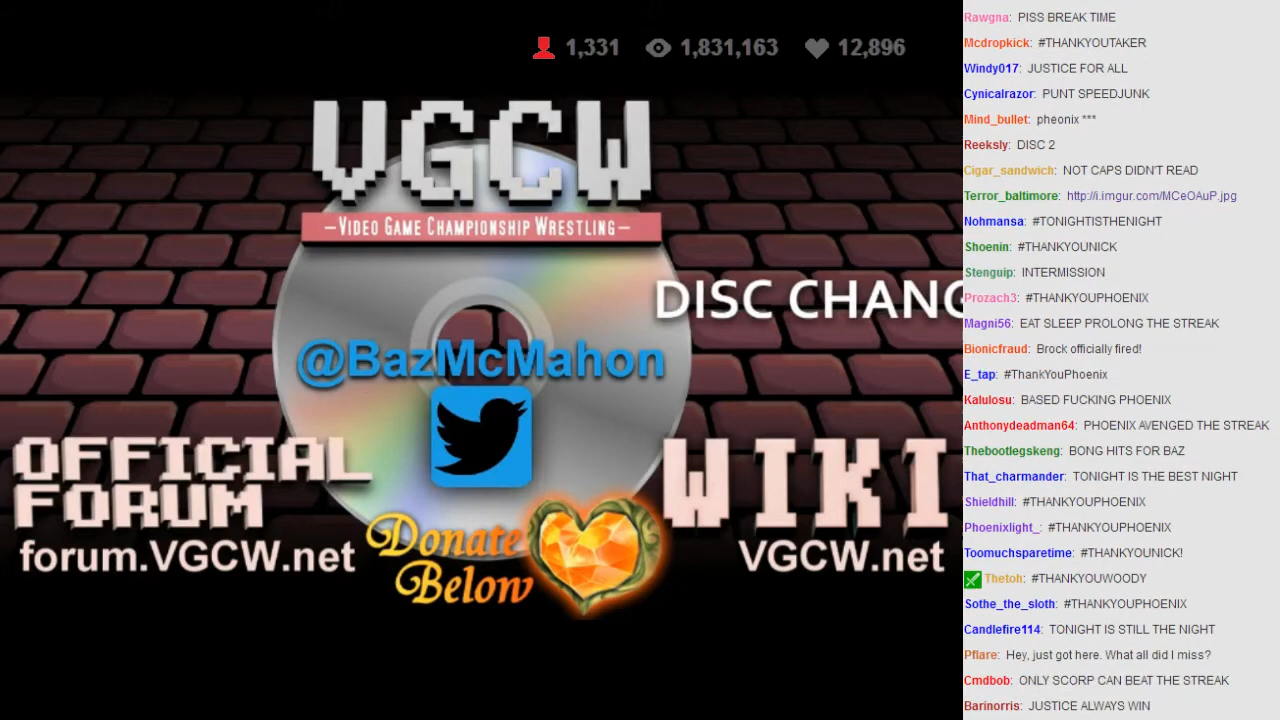 1,331 1,831,163 12,896
VGCW
-VIDEO GAME CHAMPIONSHIP WRESTLING-
DISC CHANG
@BazMcMahon
OFFICIAL
FORUM
forum.VGCW.net
Donate
Below
WIKI
VGCW.net
Rawgna: PISS BREAK TIME
Mcdropkick: #THANKYOUTAKER
Windy017: JUSTICE FOR ALL
Cynicalrazor: PUNT SPEEDJUNK
Mind_bullet: pheonix ***
Reeksly: DISC 2
Cigar_sandwich: NOT CAPS DIDN'T READ
Terror_baltimore: http://i.imgur.com/MCeOAuP.jpg
Nohmansa: #TONIGHTISTHENIGHT
Shoenin: #THANKYOUNICK
Stenguip: INTERMISSION
Prozach3: #THANKYOUPHOENIX
Magni56: EAT SLEEP PROLONG THE STREAK
Bionicfraud: Brock officially fired!
E_tap: #ThankYouPhoenix
Kalulosu: BASED FUCKING PHOENIX
Anthonydeadman64: PHOENIX AVENGED THE STREAK
Thebootlegskeng: BONG HITS FOR BAZ
That_charmander: TONIGHT IS THE BEST NIGHT
Shieldhill: #THANKYOUPHOENIX
Phoenixlight_: #THANKYOUPHOENIX
Toomuchsparetime: #THANKYOUNICK!
Thetoh: #THANKYOUWOODY
Sothe_the_sloth: #THANKYOUPHOENIX
Candlefire114: TONIGHT IS STILL THE NIGHT
Pflare: Hey, just got here. What all did I miss?
Cmdbob: ONLY SCORP CAN BEAT THE STREAK
Barinorris: JUSTICE ALWAYS WIN